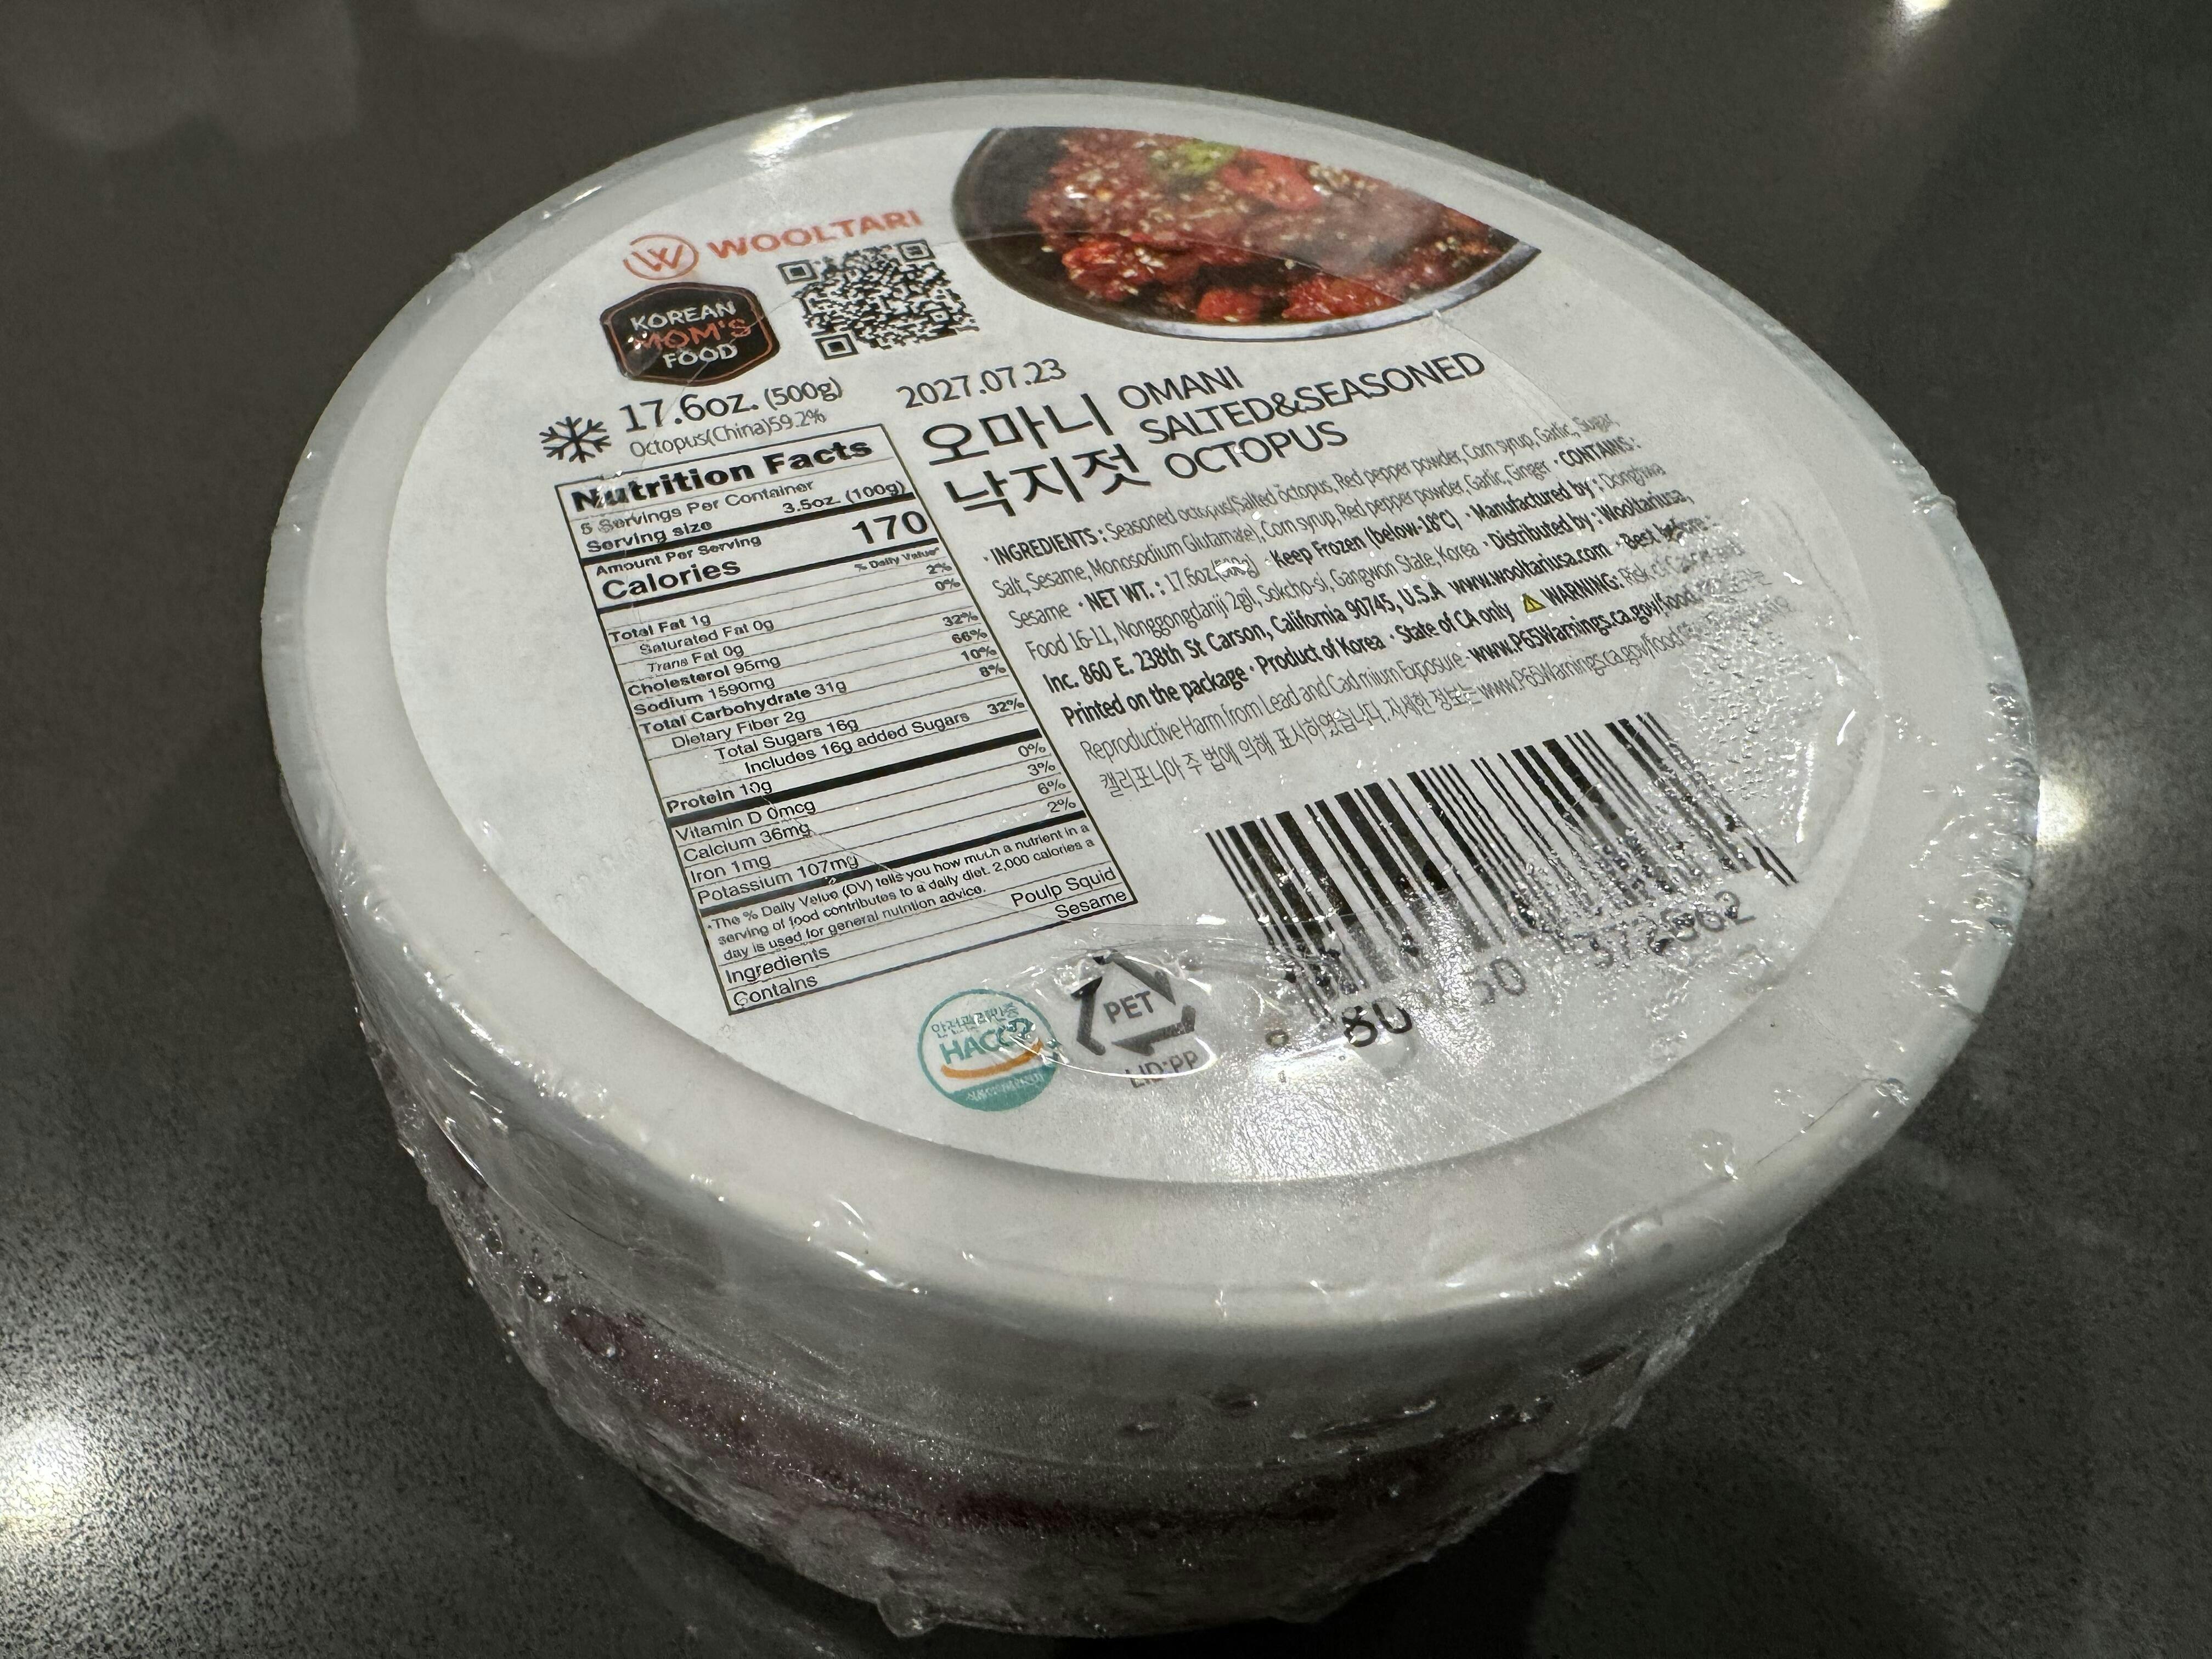 WOOLTARI
KOREAN
MOM'S
FOOD
17.6oz. (500g)
Octopus(China)59.2%
2027.07.23
오마니 OMANI
낙지젓 SALTED&SEASONED
OCTOPUS
Nutrition Facts
5 Servings Per Container
Serving size 3.5oz. (100g)
Amount Per Serving
Calories 170
% Daily Value*
Total Fat 1g 2%
Saturated Fat 0g 0%
Trans Fat 0g
Cholesterol 95mg 32%
Sodium 1590mg 66%
Total Carbohydrate 31g 10%
Dietary Fiber 2g 8%
Total Sugars 16g
Includes 16g added Sugars 32%
Protein 10g
Vitamin D 0mcg 0%
Calcium 36mg 3%
Iron 1mg 6%
Potassium 107mg 2%
*The % Daily Value (DV) tells you how much a nutrient in a
serving of food contributes to a daily diet. 2,000 calories a
day is used for general nutrition advice.
Ingredients Poulp Squid
Contains Sesame
· INGREDIENTS : Seasoned octopus(Salted octopus, Red pepper powder, Corn syrup, Garlic, Sugar,
Salt, Sesame, Monosodium Glutamate), Corn syrup, Red pepper powder, Garlic, Ginger · CONTAINS :
Sesame · NET WT. : 17.6oz(500g) · Keep Frozen (below-18°C) · Manufactured by : Donghwa
Food 16-11, Nonggongdanji 2gil, Sokcho-si, Gangwon State, Korea · Distributed by : Wooltariusa,
Inc. 860 E. 238th St Carson, California 90745, U.S.A www.wooltariusa.com · Best before :
Printed on the package · Product of Korea · State of CA only ⚠ WARNING: Risk of Cancer and
Reproductive Harm from Lead and Cadmium Exposure - www.P65Warnings.ca.gov/food.
캘리포니아 주 법에 의해 표시하였습니다. 자세한 정보는 www.P65Warnings.ca.gov/food
안전관리인증
HACCP
PET
LID:PP